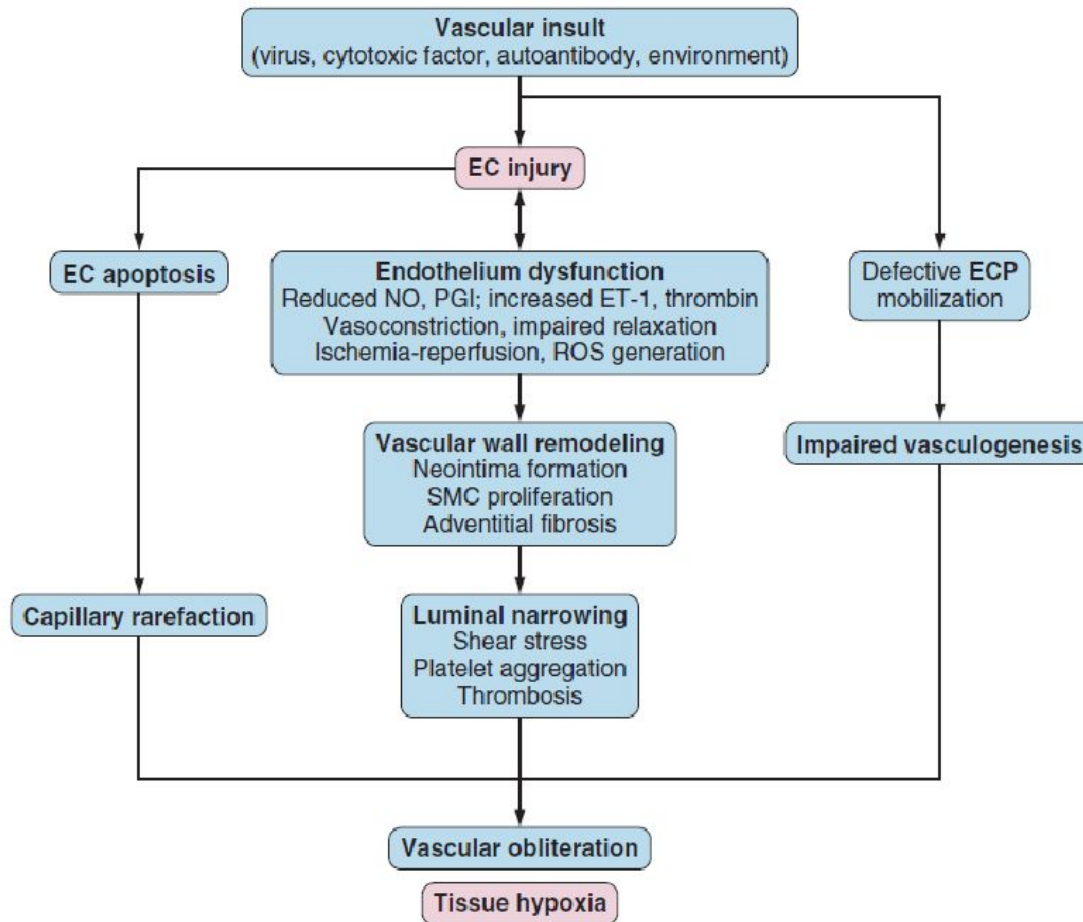 Vascular insult
(virus, cytotoxic factor, autoantibody, environment)
EC injury
EC apoptosis
Endothelium dysfunction
Reduced NO, PGI; increased ET-1, thrombin
Vasoconstriction, impaired relaxation
Ischemia-reperfusion, ROS generation
Defective ECP
mobilization
Vascular wall remodeling
Neointima formation
SMC proliferation
Adventitial fibrosis
Impaired vasculogenesis
Capillary rarefaction
Luminal narrowing
Shear stress
Platelet aggregation
Thrombosis
Vascular obliteration
Tissue hypoxia